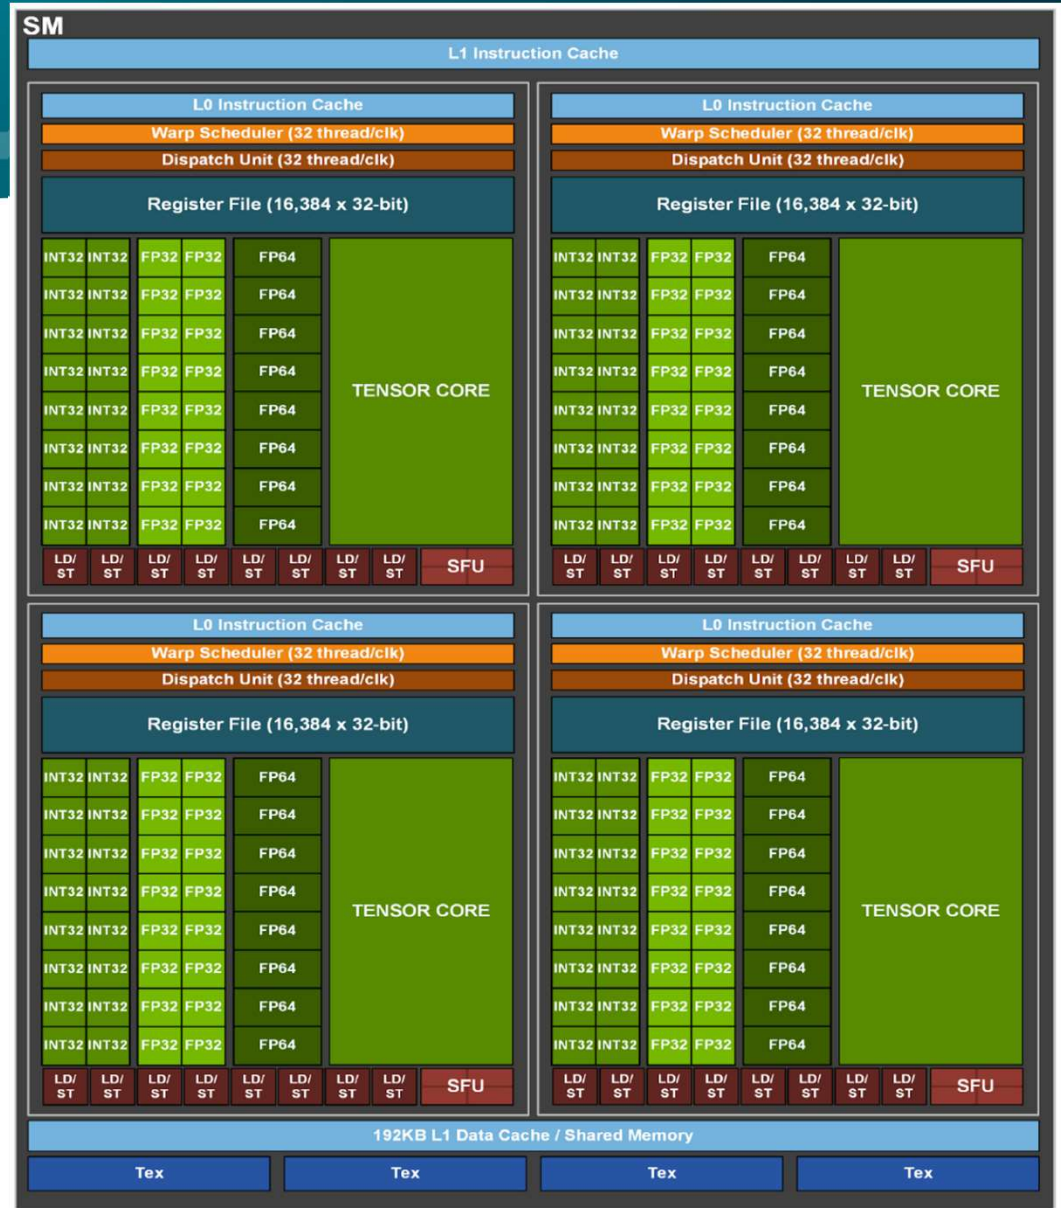 SM
L1 Instruction Cache
L0 Instruction Cache
Warp Scheduler (32 thread/clk)
Dispatch Unit (32 thread/clk)
Register File (16,384 x 32-bit)
INT32 INT32 FP32 FP32 FP64
INT32 INT32 FP32 FP32 FP64
INT32 INT32 FP32 FP32 FP64
INT32 INT32 FP32 FP32 FP64
TENSOR CORE
INT32 INT32 FP32 FP32 FP64
INT32 INT32 FP32 FP32 FP64
INT32 INT32 FP32 FP32 FP64
INT32 INT32 FP32 FP32 FP64
LD/ LD/ LD/ LD/ LD/ LD/ LD/ LD/
ST ST ST ST ST ST ST ST
SFU
L0 Instruction Cache
Warp Scheduler (32 thread/clk)
Dispatch Unit (32 thread/clk)
Register File (16,384 x 32-bit)
INT32 INT32 FP32 FP32 FP64
INT32 INT32 FP32 FP32 FP64
INT32 INT32 FP32 FP32 FP64
INT32 INT32 FP32 FP32 FP64
TENSOR CORE
INT32 INT32 FP32 FP32 FP64
INT32 INT32 FP32 FP32 FP64
INT32 INT32 FP32 FP32 FP64
INT32 INT32 FP32 FP32 FP64
LD/ LD/ LD/ LD/ LD/ LD/ LD/ LD/
ST ST ST ST ST ST ST ST
SFU
L0 Instruction Cache
Warp Scheduler (32 thread/clk)
Dispatch Unit (32 thread/clk)
Register File (16,384 x 32-bit)
INT32 INT32 FP32 FP32 FP64
INT32 INT32 FP32 FP32 FP64
INT32 INT32 FP32 FP32 FP64
INT32 INT32 FP32 FP32 FP64
TENSOR CORE
INT32 INT32 FP32 FP32 FP64
INT32 INT32 FP32 FP32 FP64
INT32 INT32 FP32 FP32 FP64
INT32 INT32 FP32 FP32 FP64
LD/ LD/ LD/ LD/ LD/ LD/ LD/ LD/
ST ST ST ST ST ST ST ST
SFU
L0 Instruction Cache
Warp Scheduler (32 thread/clk)
Dispatch Unit (32 thread/clk)
Register File (16,384 x 32-bit)
INT32 INT32 FP32 FP32 FP64
INT32 INT32 FP32 FP32 FP64
INT32 INT32 FP32 FP32 FP64
INT32 INT32 FP32 FP32 FP64
TENSOR CORE
INT32 INT32 FP32 FP32 FP64
INT32 INT32 FP32 FP32 FP64
INT32 INT32 FP32 FP32 FP64
INT32 INT32 FP32 FP32 FP64
LD/ LD/ LD/ LD/ LD/ LD/ LD/ LD/
ST ST ST ST ST ST ST ST
SFU
192KB L1 Data Cache / Shared Memory
Tex Tex Tex Tex